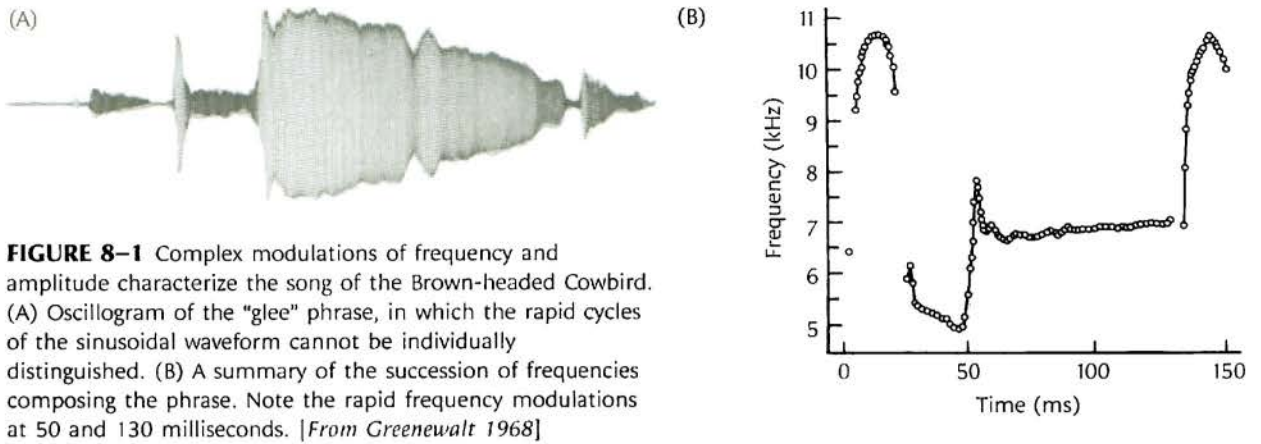 (A)
(B)
11
10
9
8
7
6
5
Frequency (kHz)
0 50 100 150
Time (ms)
FIGURE 8–1 Complex modulations of frequency and
amplitude characterize the song of the Brown-headed Cowbird.
(A) Oscillogram of the "glee" phrase, in which the rapid cycles
of the sinusoidal waveform cannot be individually
distinguished. (B) A summary of the succession of frequencies
composing the phrase. Note the rapid frequency modulations
at 50 and 130 milliseconds. [From Greenewalt 1968]